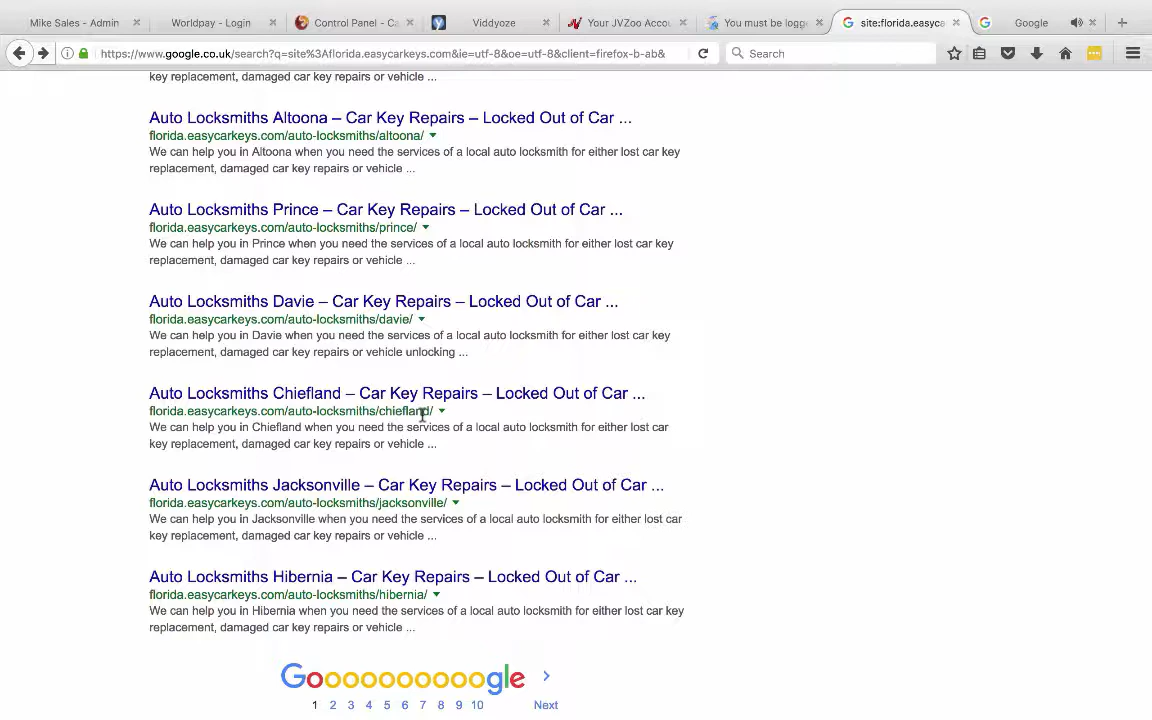 Mike Sales - Admin
Worldpay - Login
Control Panel - Ca
Viddyoze
Your JVZoo Accou
You must be logge
site:florida.easyca
Google
https://www.google.co.uk/search?q=site%3Aflorida.easycarkeys.com&ie=utf-8&oe=utf-8&client=firefox-b-ab&
Search
key replacement, damaged car key repairs or vehicle ...
Auto Locksmiths Altoona – Car Key Repairs – Locked Out of Car ...
florida.easycarkeys.com/auto-locksmiths/altoona/
We can help you in Altoona when you need the services of a local auto locksmith for either lost car key
replacement, damaged car key repairs or vehicle ...
Auto Locksmiths Prince – Car Key Repairs – Locked Out of Car ...
florida.easycarkeys.com/auto-locksmiths/prince/
We can help you in Prince when you need the services of a local auto locksmith for either lost car key
replacement, damaged car key repairs or vehicle ...
Auto Locksmiths Davie – Car Key Repairs – Locked Out of Car ...
florida.easycarkeys.com/auto-locksmiths/davie/
We can help you in Davie when you need the services of a local auto locksmith for either lost car key
replacement, damaged car key repairs or vehicle unlocking ...
Auto Locksmiths Chiefland – Car Key Repairs – Locked Out of Car ...
florida.easycarkeys.com/auto-locksmiths/chiefland/
We can help you in Chiefland when you need the services of a local auto locksmith for either lost car
key replacement, damaged car key repairs or vehicle ...
Auto Locksmiths Jacksonville – Car Key Repairs – Locked Out of Car ...
florida.easycarkeys.com/auto-locksmiths/jacksonville/
We can help you in Jacksonville when you need the services of a local auto locksmith for either lost car
key replacement, damaged car key repairs or vehicle ...
Auto Locksmiths Hibernia – Car Key Repairs – Locked Out of Car ...
florida.easycarkeys.com/auto-locksmiths/hibernia/
We can help you in Hibernia when you need the services of a local auto locksmith for either lost car key
replacement, damaged car key repairs or vehicle ...
Goooooooooogle
1 2 3 4 5 6 7 8 9 10 Next